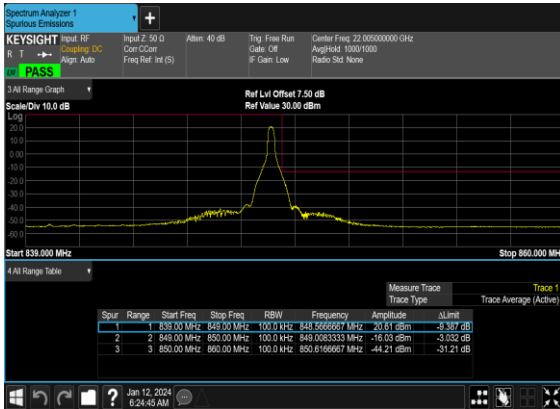 Spectrum Analyzer 1
Spurious Emissions
+
KEYSIGHT Input: RF Input Z: 50 Ω Atten: 40 dB Trig: Free Run Center Freq: 22.005000000 GHz
R T Coupling: DC Corr CCorr Gate: Off Avg|Hold: 1000/1000
Align: Auto Freq Ref: Int (S) IF Gain: Low Radio Std: None
PASS
3 All Range Graph
Ref Lvl Offset 7.50 dB
Scale/Div 10.0 dB Ref Value 30.00 dBm
Log
20.0
10.0
0.00
-10.0
-20.0
-30.0
-40.0
-50.0
-60.0
Start 839.000 MHz Stop 860.000 MH
4 All Range Table
Measure Trace Trace 1
Trace Type Trace Average (Active)
Spur Range Start Freq Stop Freq RBW Frequency Amplitude ΔLimit
1 1 839.00 MHz 849.00 MHz 100.0 kHz 848.5666667 MHz 20.61 dBm -9.387 dB
2 2 849.00 MHz 850.00 MHz 100.0 kHz 849.0083333 MHz -16.03 dBm -3.032 dB
3 3 850.00 MHz 860.00 MHz 100.0 kHz 850.6166667 MHz -44.21 dBm -31.21 dB
? Jan 12, 2024
6:24:45 AM